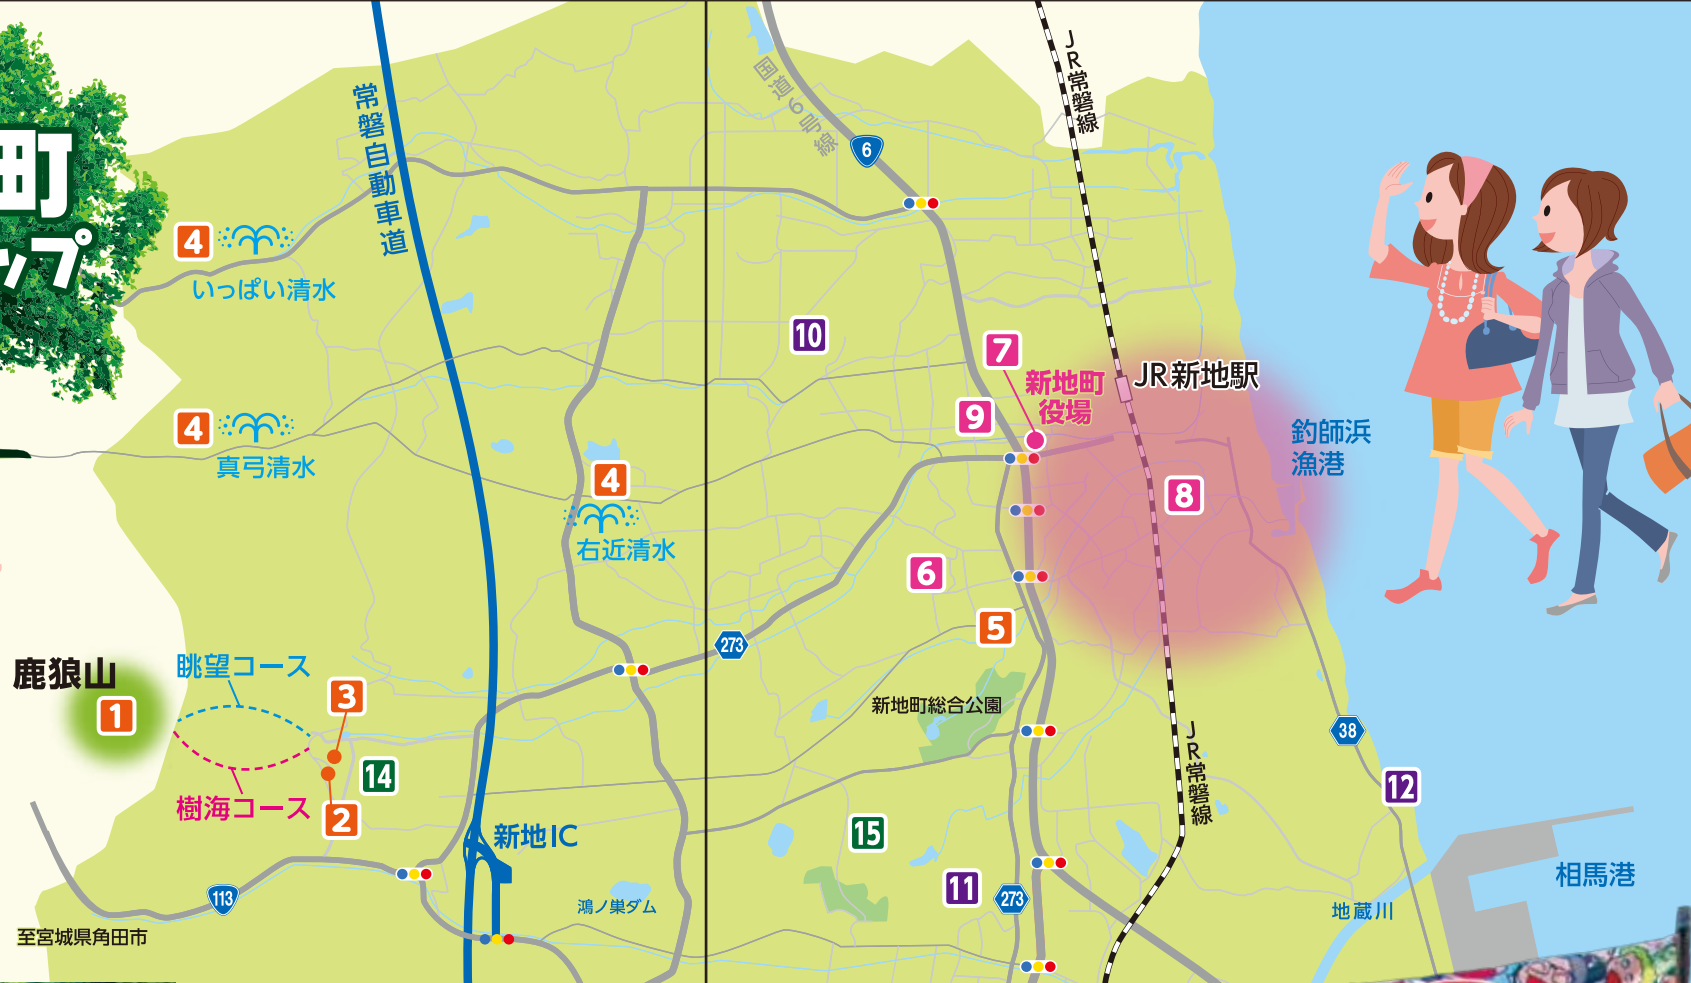 町
ップ
常磐自動車道
国道6号線
6
JR常磐線
4
いっぱい清水
10
7
新地町
役場
JR新地駅
9
釣師浜
漁港
4
真弓清水
4
右近清水
8
6
5
273
鹿狼山
1
眺望コース
3
新地町総合公園
38
JR常磐線
14
樹海コース
2
12
新地IC
15
相馬港
113
鴻ノ巣ダム
11
273
地蔵川
至宮城県角田市